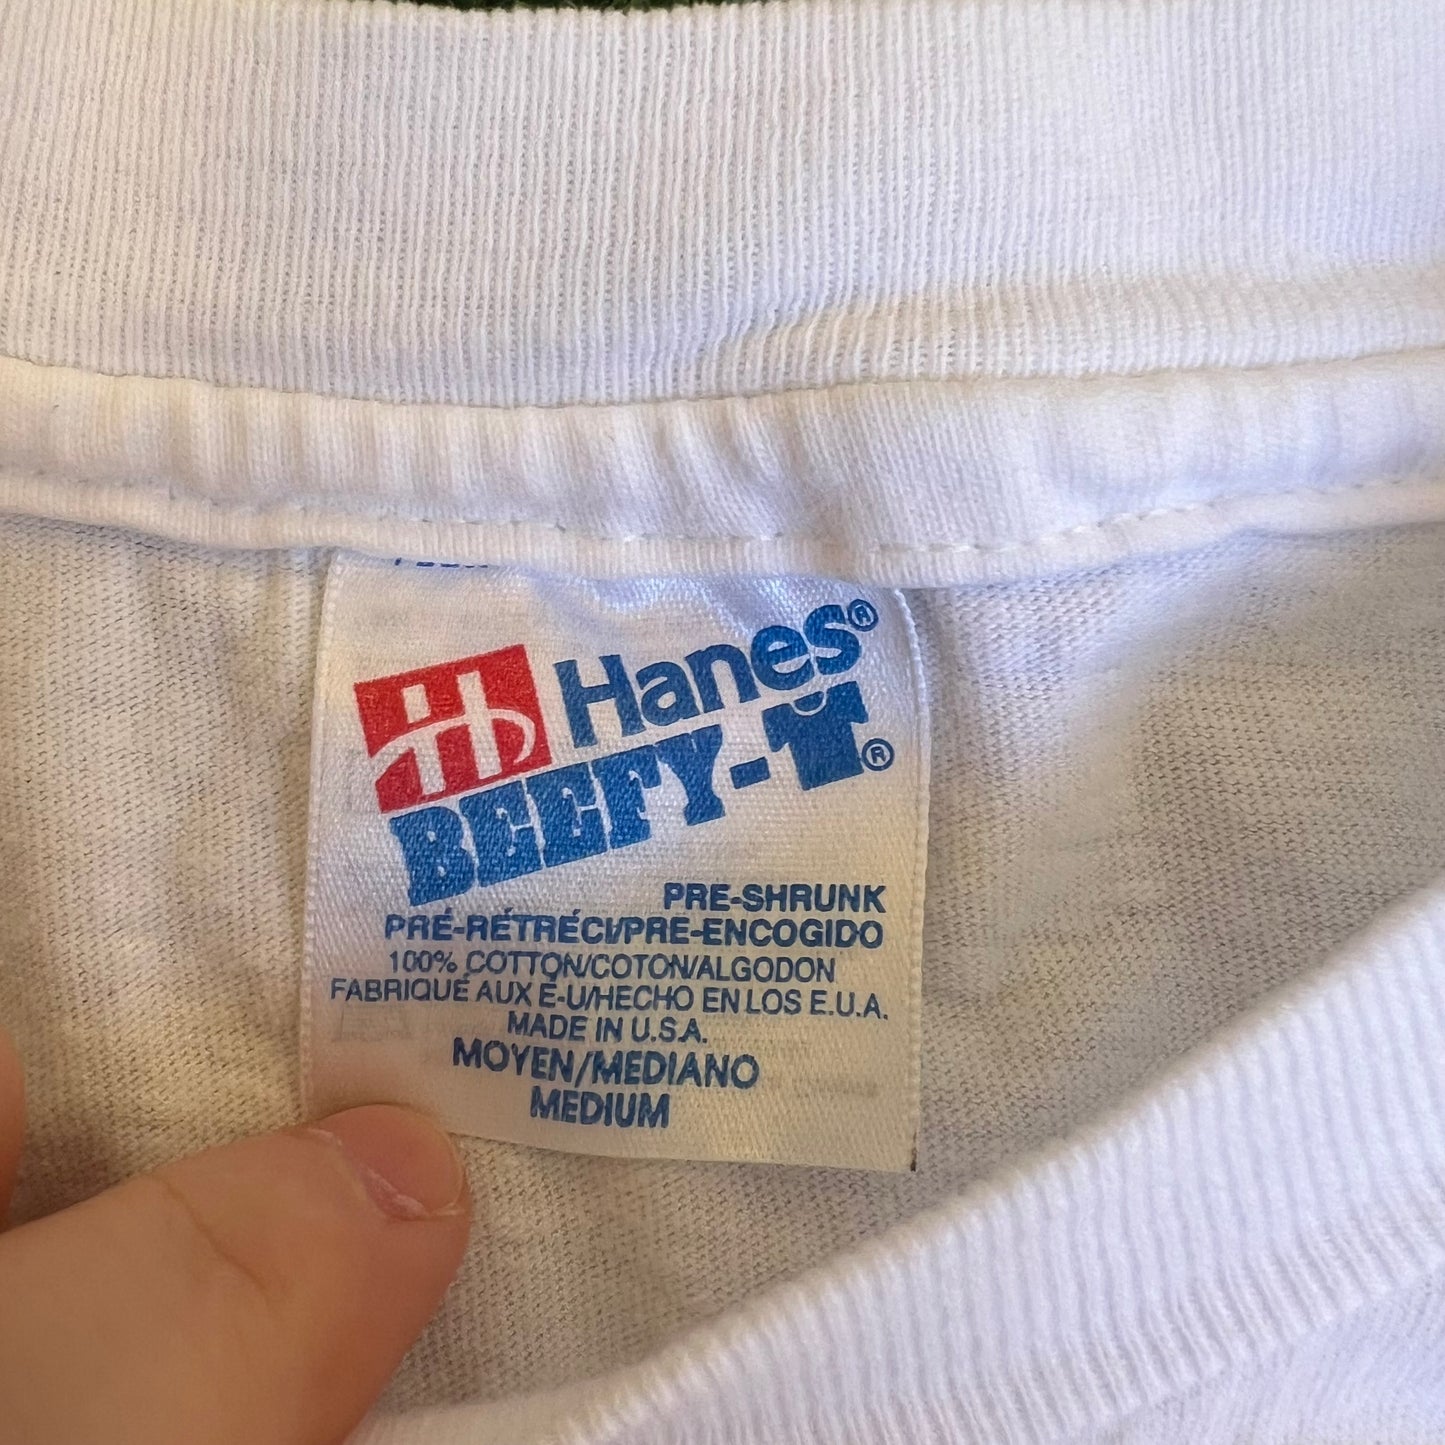 Hanes®
BEEFY-T®
PRE-SHRUNK
PRÉ-RÉTRÉCI/PRE-ENCOGIDO
100% COTTON/COTON/ALGODON
FABRIQUÉ AUX É-U/HECHO EN LOS E.U.A.
MADE IN U.S.A.
MOYEN/MEDIANO
MEDIUM